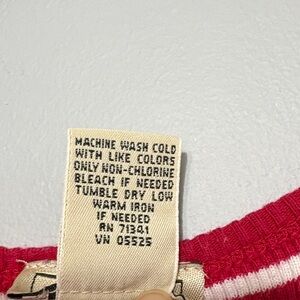 MACHINE WASH COLD
WITH LIKE COLORS
ONLY NON-CHLORINE
BLEACH IF NEEDED
TUMBLE DRY LOW
WARM IRON
IF NEEDED
RN 71341
VN 05525